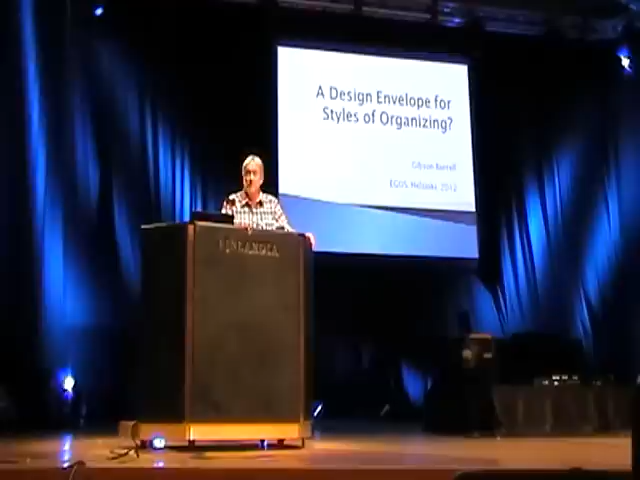 A Design Envelope for
Styles of Organizing?
Gibson Burrell
EGOS, Helsinki, 2012
FINLANDIA